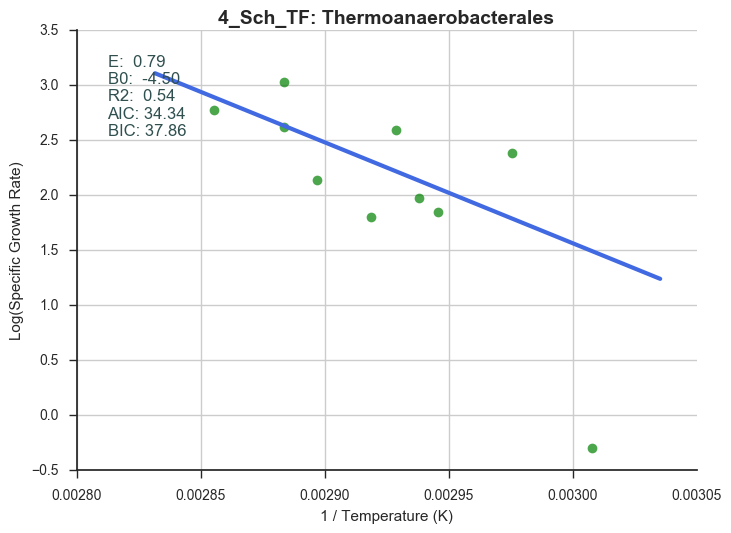 4_Sch_TF: Thermoanaerobacterales
E:  0.79
B0:  -4.50
R2:  0.54
AIC: 34.34
BIC: 37.86
Log(Specific Growth Rate)
3.5
3.0
2.5
2.0
1.5
1.0
0.5
0.0
−0.5
0.00280 0.00285 0.00290 0.00295 0.00300 0.00305
1 / Temperature (K)